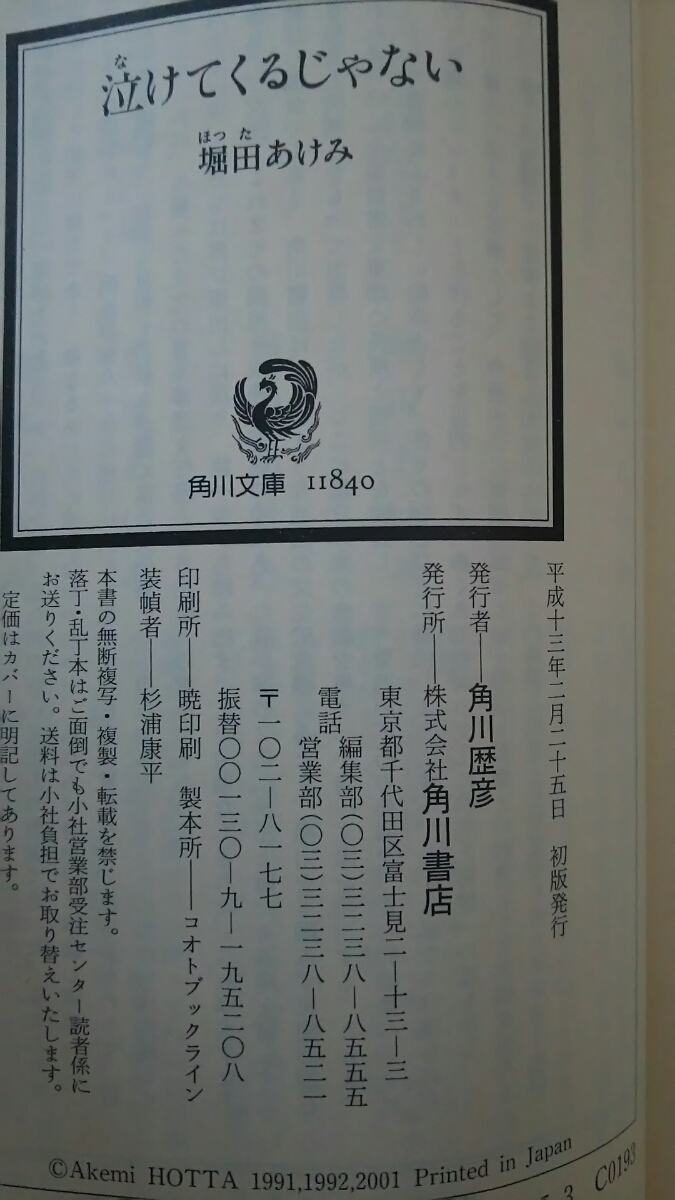 泣けてくるじゃない
な
堀田あけみ
ほつ た
角川文庫 11840
平成十三年二月二十五日 初版発行
発行者——角川歴彦
発行所——株式会社角川書店
東京都千代田区富士見二—十三—三
電話 編集部(〇三)三二三八—八五五五
営業部(〇三)三二三八—八五二一
〒一〇二—八一七七
振替〇〇一三〇—九—一九五二〇八
印刷所——暁印刷 製本所——コオトブックライン
装幀者——杉浦康平
本書の無断複写・複製・転載を禁じます。
落丁・乱丁本はご面倒でも小社営業部受注センター読者係に
お送りください。送料は小社負担でお取り替えいたします。
定価はカバーに明記してあります。
©Akemi HOTTA 1991,1992,2001 Printed in Japan
C0193